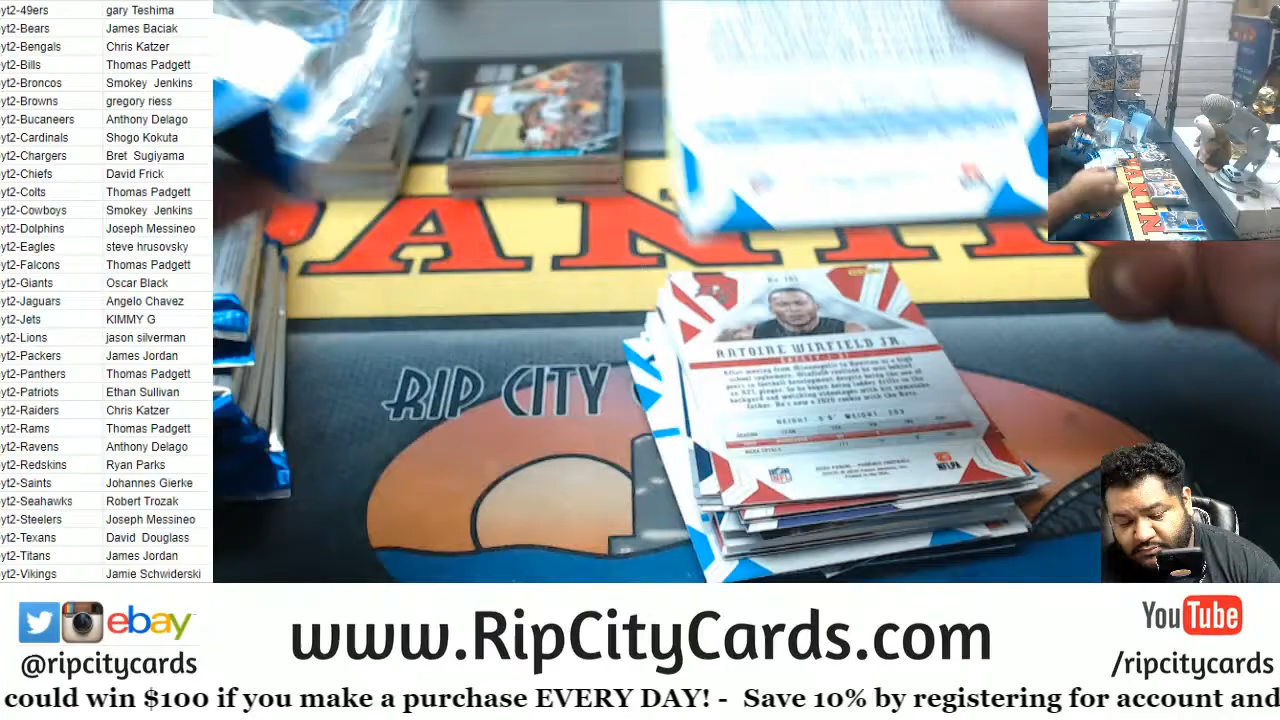 yt2-49ers gary Teshima
yt2-Bears James Baciak
yt2-Bengals Chris Katzer
yt2-Bills Thomas Padgett
yt2-Broncos Smokey Jenkins
yt2-Browns gregory riess
yt2-Bucaneers Anthony Delago
yt2-Cardinals Shogo Kokuta
yt2-Chargers Bret Sugiyama
yt2-Chiefs David Frick
yt2-Colts Thomas Padgett
yt2-Cowboys Smokey Jenkins
yt2-Dolphins Joseph Messineo
yt2-Eagles steve hrusovsky
yt2-Falcons Thomas Padgett
yt2-Giants Oscar Black
yt2-Jaguars Angelo Chavez
yt2-Jets KIMMY G
yt2-Lions jason silverman
yt2-Packers James Jordan
yt2-Panthers Thomas Padgett
yt2-Patriots Ethan Sullivan
yt2-Raiders Chris Katzer
yt2-Rams Thomas Padgett
yt2-Ravens Anthony Delago
yt2-Redskins Ryan Parks
yt2-Saints Johannes Gierke
yt2-Seahawks Robert Trozak
yt2-Steelers Joseph Messineo
yt2-Texans David Douglass
yt2-Titans James Jordan
yt2-Vikings Jamie Schwiderski
PANINI
RIP CITY
ANTOINE WINFIELD JR.
NFL
NFLPA
PANIN
ebay
@ripcitycards
www.RipCityCards.com
YouTube
/ripcitycards
could win $100 if you make a purchase EVERY DAY! - Save 10% by registering for account and